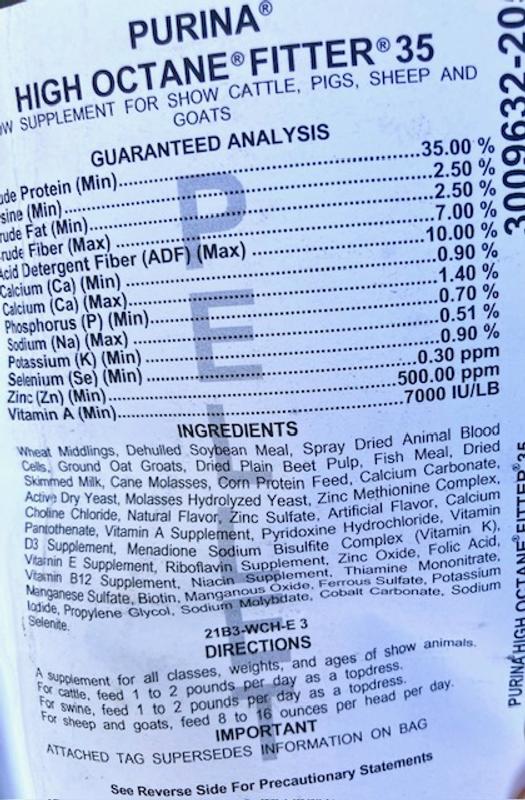 PURINA®
HIGH OCTANE® FITTER® 35
OW SUPPLEMENT FOR SHOW CATTLE, PIGS, SHEEP AND
GOATS
GUARANTEED ANALYSIS
ude Protein (Min)..........35.00 %
sine (Min)..........2.50 %
rude Fat (Min)..........2.50 %
rude Fiber (Max)..........7.00 %
Acid Detergent Fiber (ADF) (Max)..........10.00 %
Calcium (Ca) (Min)..........0.90 %
Calcium (Ca) (Max)..........1.40 %
Phosphorus (P) (Min)..........0.70 %
Sodium (Na) (Max)..........0.51 %
Potassium (K) (Min)..........0.90 %
Selenium (Se) (Min)..........0.30 ppm
Zinc (Zn) (Min)..........500.00 ppm
Vitamin A (Min)..........7000 IU/LB
INGREDIENTS
Wheat Middlings, Dehulled Soybean Meal, Spray Dried Animal Blood
Cells, Ground Oat Groats, Dried Plain Beet Pulp, Fish Meal, Dried
Skimmed Milk, Cane Molasses, Corn Protein Feed, Calcium Carbonate,
Active Dry Yeast, Molasses Hydrolyzed Yeast, Zinc Methionine Complex,
Choline Chloride, Natural Flavor, Zinc Sulfate, Artificial Flavor, Calcium
Pantothenate, Vitamin A Supplement, Pyridoxine Hydrochloride, Vitamin
D3 Supplement, Menadione Sodium Bisulfite Complex (Vitamin K),
Vitamin E Supplement, Riboflavin Supplement, Zinc Oxide, Folic Acid,
Vitamin B12 Supplement, Niacin Supplement, Thiamine Mononitrate,
Manganese Sulfate, Biotin, Manganous Oxide, Ferrous Sulfate, Potassium
Iodide, Propylene Glycol, Sodium Molybdate, Cobalt Carbonate, Sodium
Selenite.
21B3-WCH-E 3
DIRECTIONS
A supplement for all classes, weights, and ages of show animals.
For cattle, feed 1 to 2 pounds per day as a topdress.
For swine, feed 1 to 2 pounds per day as a topdress.
For sheep and goats, feed 8 to 16 ounces per head per day.
IMPORTANT
ATTACHED TAG SUPERSEDES INFORMATION ON BAG
See Reverse Side For Precautionary Statements
PELLET
3009632-20
PURINA HIGH OCTANE® FITTER® 35